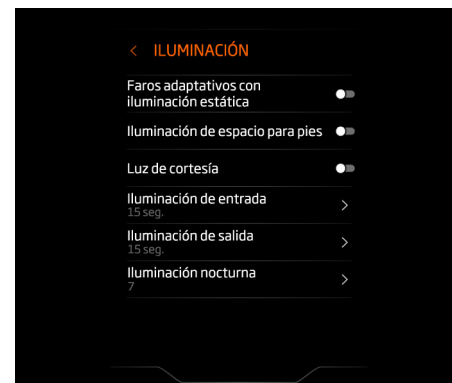 ILUMINACIÓN
Faros adaptativos con
iluminación estática
Iluminación de espacio para pies
Luz de cortesía
Iluminación de entrada
15 seg.
Iluminación de salida
15 seg.
Iluminación nocturna
7